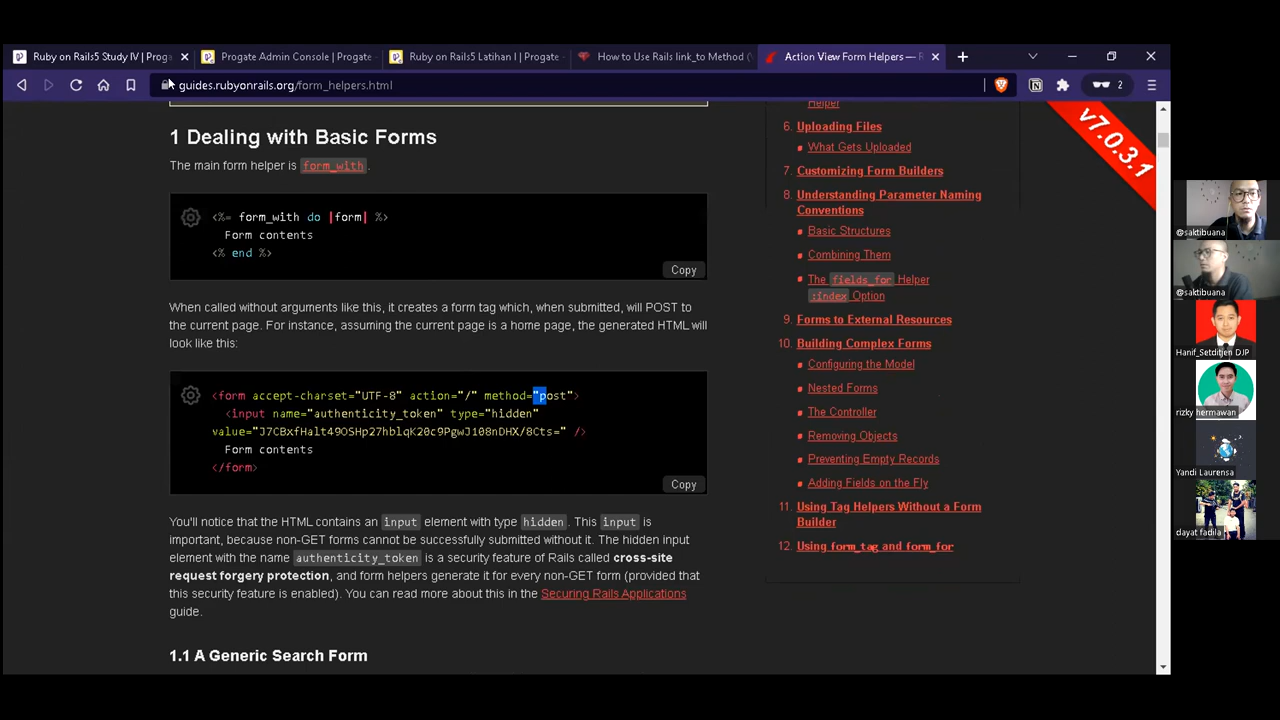 Ruby on Rails5 Study IV | Proga
Progate Admin Console | Progate
Ruby on Rails5 Latihan I | Progate
How to Use Rails link_to Method (
Action View Form Helpers — R
guides.rubyonrails.org/form_helpers.html
2
1 Dealing with Basic Forms
The main form helper is form_with.
<%= form_with do |form| %>
Form contents
<% end %>
Copy
When called without arguments like this, it creates a form tag which, when submitted, will POST to
the current page. For instance, assuming the current page is a home page, the generated HTML will
look like this:
<form accept-charset="UTF-8" action="/" method="post">
<input name="authenticity_token" type="hidden"
value="J7CBxfHalt49OSHp27hblqK20c9PgwJ108nDHX/8Cts=" />
Form contents
</form>
Copy
You'll notice that the HTML contains an input element with type hidden. This input is
important, because non-GET forms cannot be successfully submitted without it. The hidden input
element with the name authenticity_token is a security feature of Rails called cross-site
request forgery protection, and form helpers generate it for every non-GET form (provided that
this security feature is enabled). You can read more about this in the Securing Rails Applications
guide.
1.1 A Generic Search Form
Helper
6. Uploading Files
What Gets Uploaded
7. Customizing Form Builders
8. Understanding Parameter Naming
Conventions
Basic Structures
Combining Them
The fields_for Helper
:index Option
9. Forms to External Resources
10. Building Complex Forms
Configuring the Model
Nested Forms
The Controller
Removing Objects
Preventing Empty Records
Adding Fields on the Fly
11. Using Tag Helpers Without a Form
Builder
12. Using form_tag and form_for
v7.0.3.1
@saktibuana
@saktibuana
Hanif_Setditjen DJP
rizky hermawan
Yandi Laurensa
dayat fadila